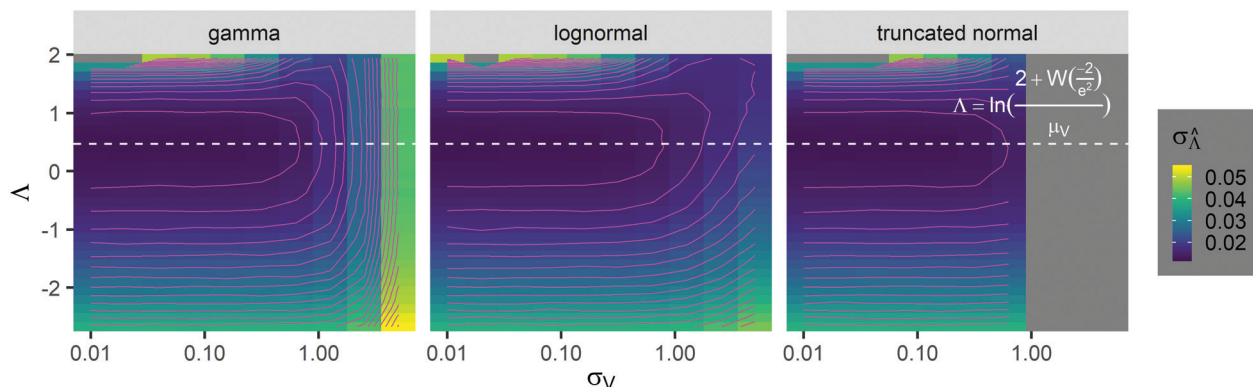 gamma
lognormal
truncated normal
2
1
0
-1
-2
Λ
Λ = ln(
2 + W(-2/e²)
μV
)
0.01
0.10
1.00
0.01
0.10
1.00
0.01
0.10
1.00
σV
σΛ̂
0.05
0.04
0.03
0.02